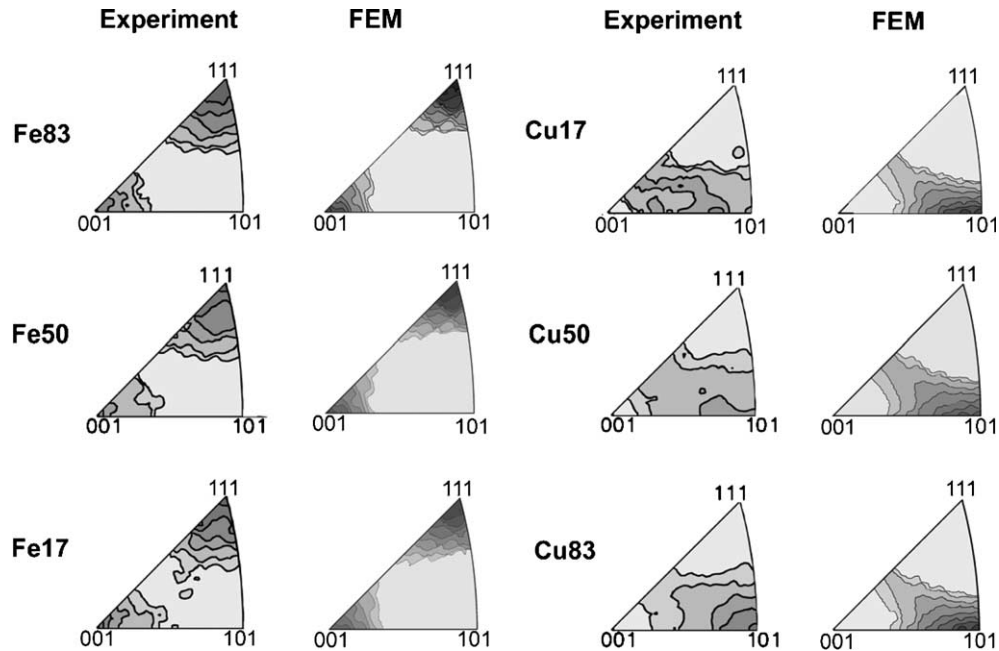 Experiment FEM Experiment FEM
111 111 111
111
Fe83 Cu17
001 101 001 101 001 101 001 101
111 111 111 111
Fe50 Cu50
001 101 001 101 001 101 001 101
111 111 111 111
Fe17 Cu83
001 101 001 101 001 101 001 101